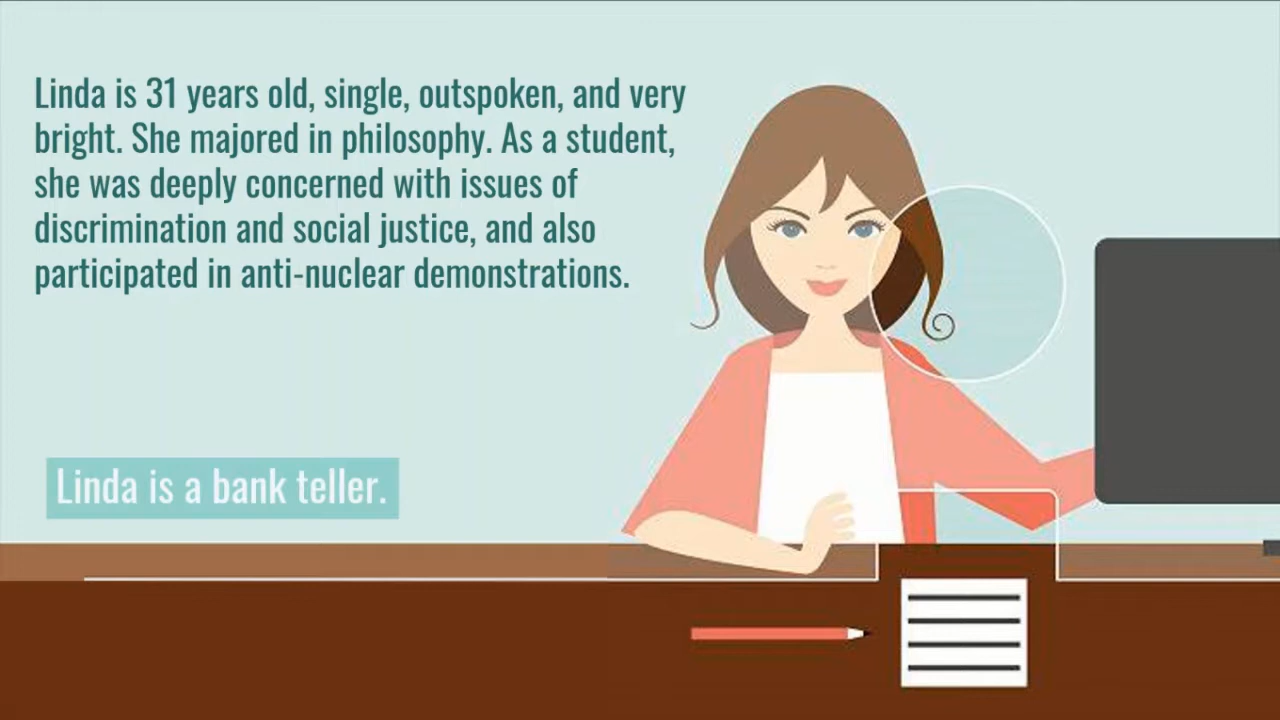 Linda is 31 years old, single, outspoken, and very
bright. She majored in philosophy. As a student,
she was deeply concerned with issues of
discrimination and social justice, and also
participated in anti-nuclear demonstrations.
Linda is a bank teller.